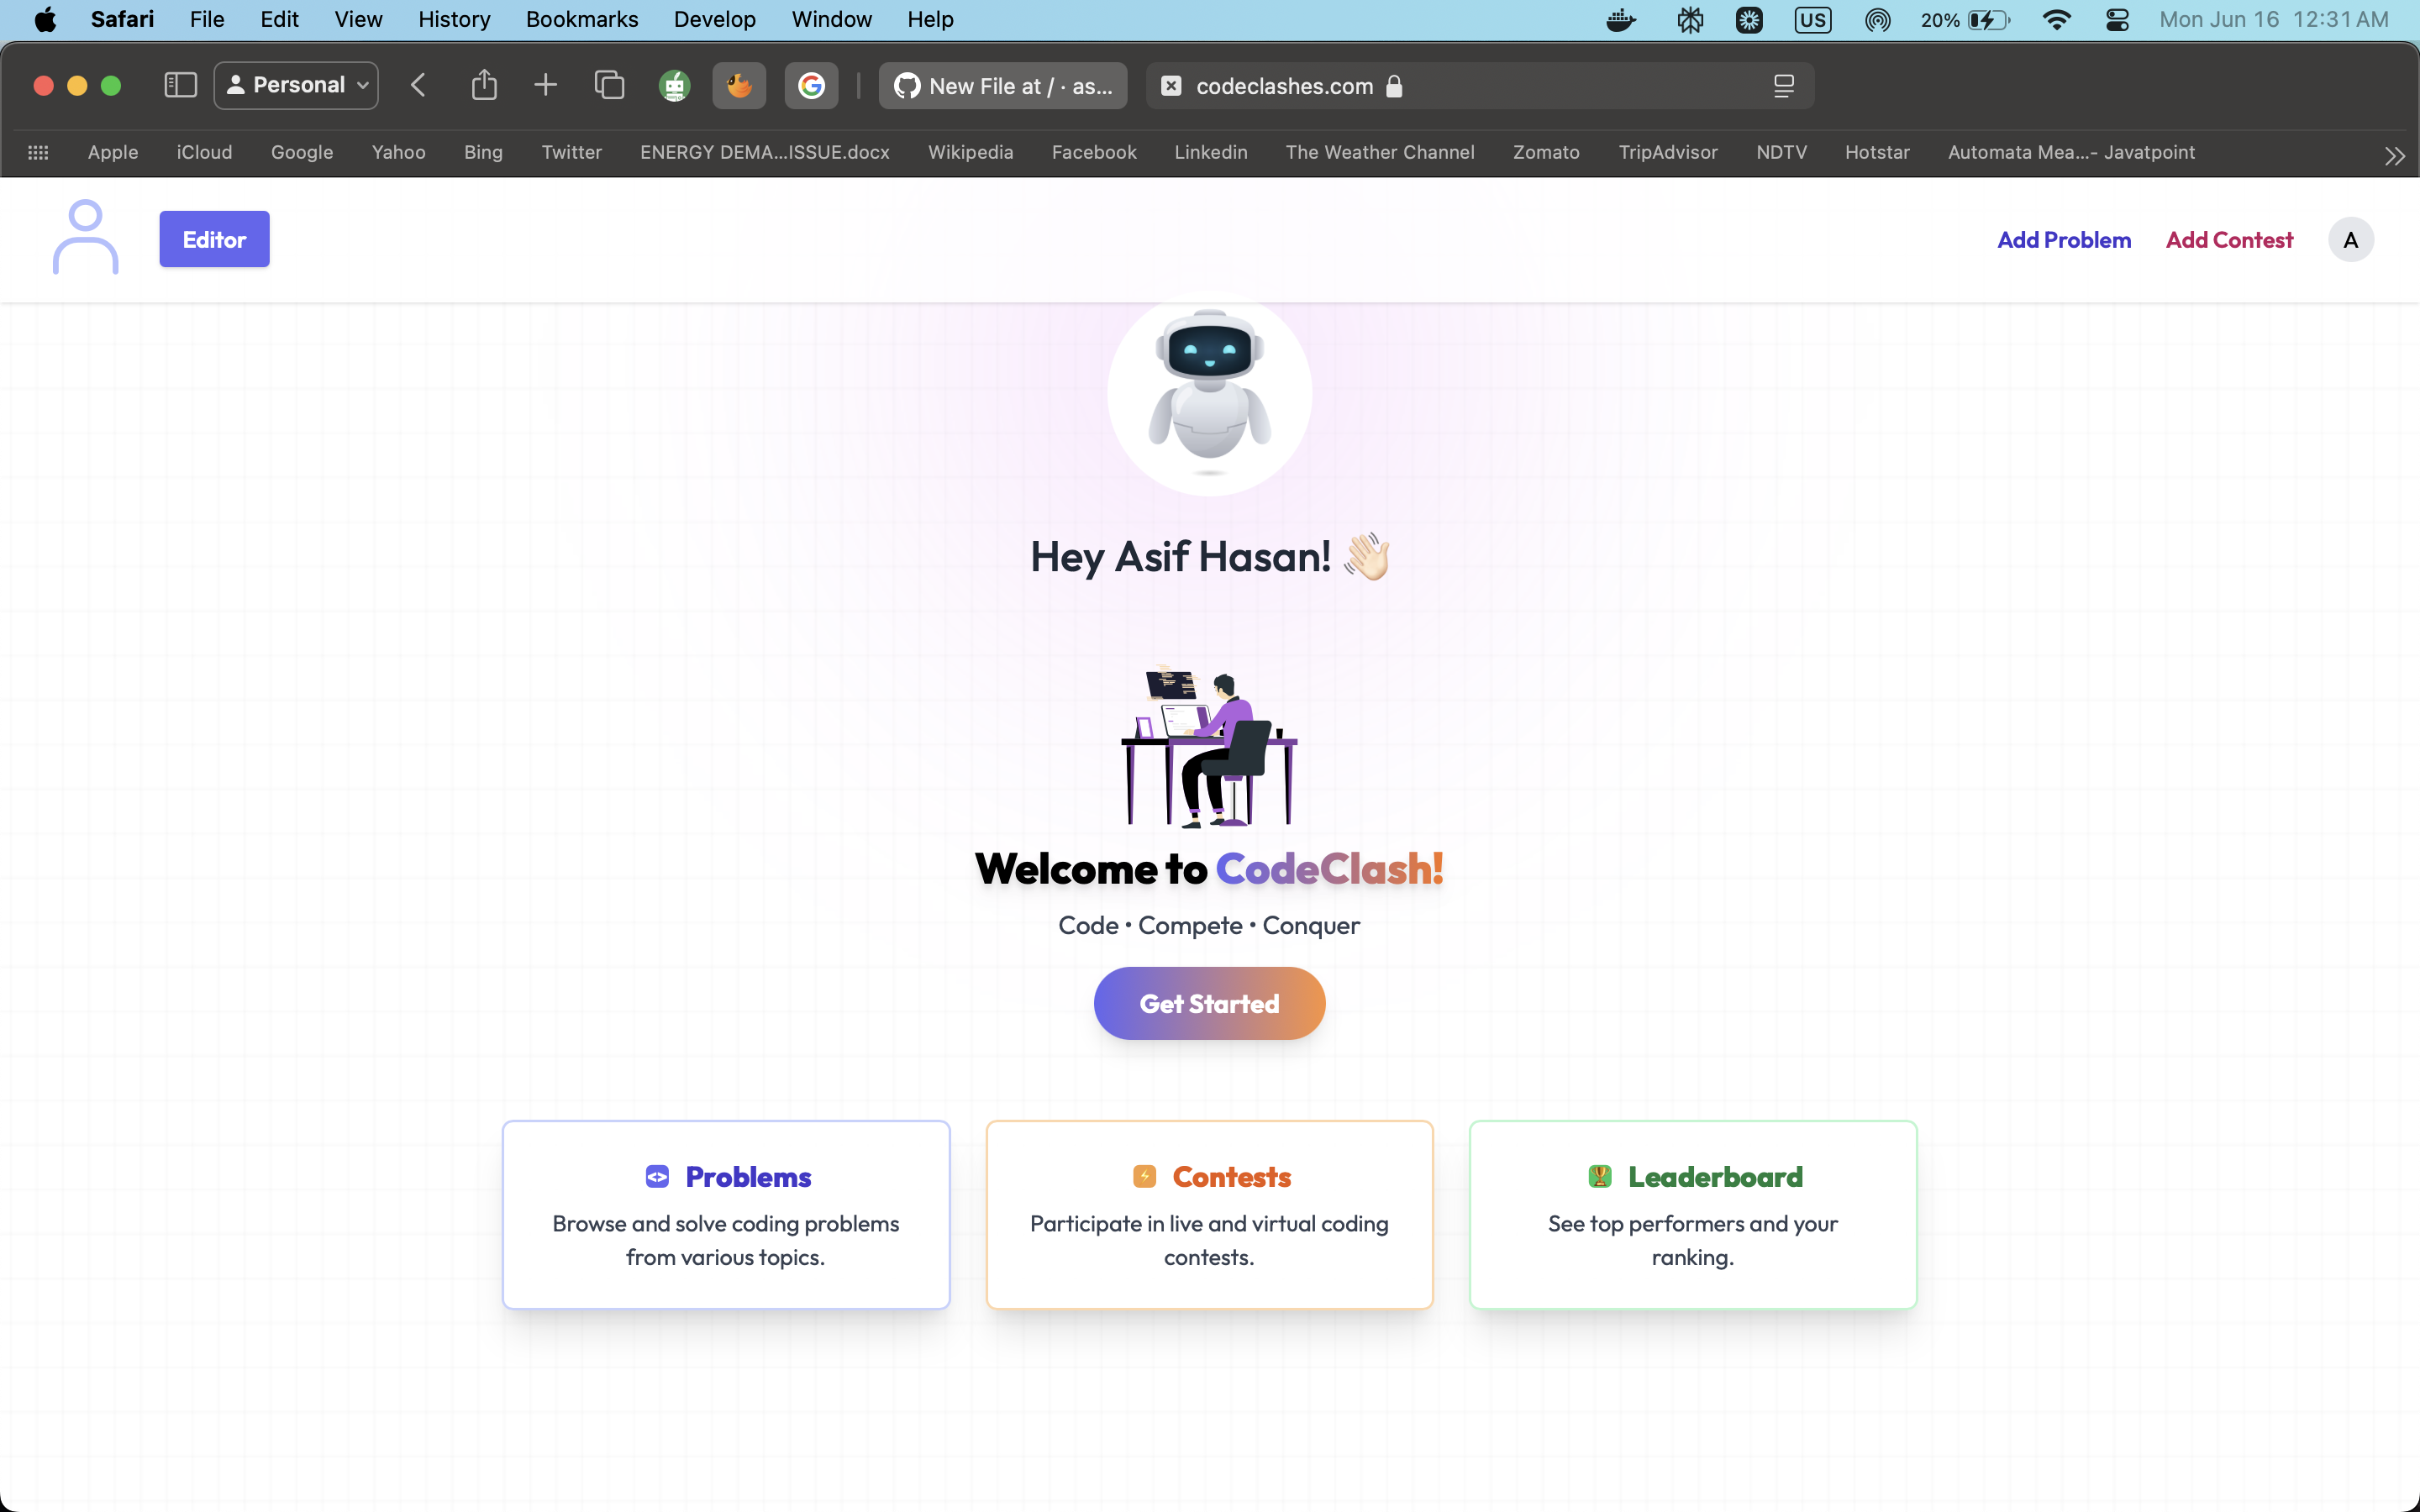 Safari File Edit View History Bookmarks Develop Window Help US 20% Mon Jun 16 12:31 AM
Personal New File at / · as... codeclashes.com
Apple iCloud Google Yahoo Bing Twitter ENERGY DEMA...ISSUE.docx Wikipedia Facebook Linkedin The Weather Channel Zomato TripAdvisor NDTV Hotstar Automata Mea...- Javatpoint
Editor Add Problem Add Contest A
Hey Asif Hasan! 👋🏻
Welcome to CodeClash!
Code • Compete • Conquer
Get Started
Problems
Browse and solve coding problems
from various topics.
Contests
Participate in live and virtual coding
contests.
Leaderboard
See top performers and your
ranking.